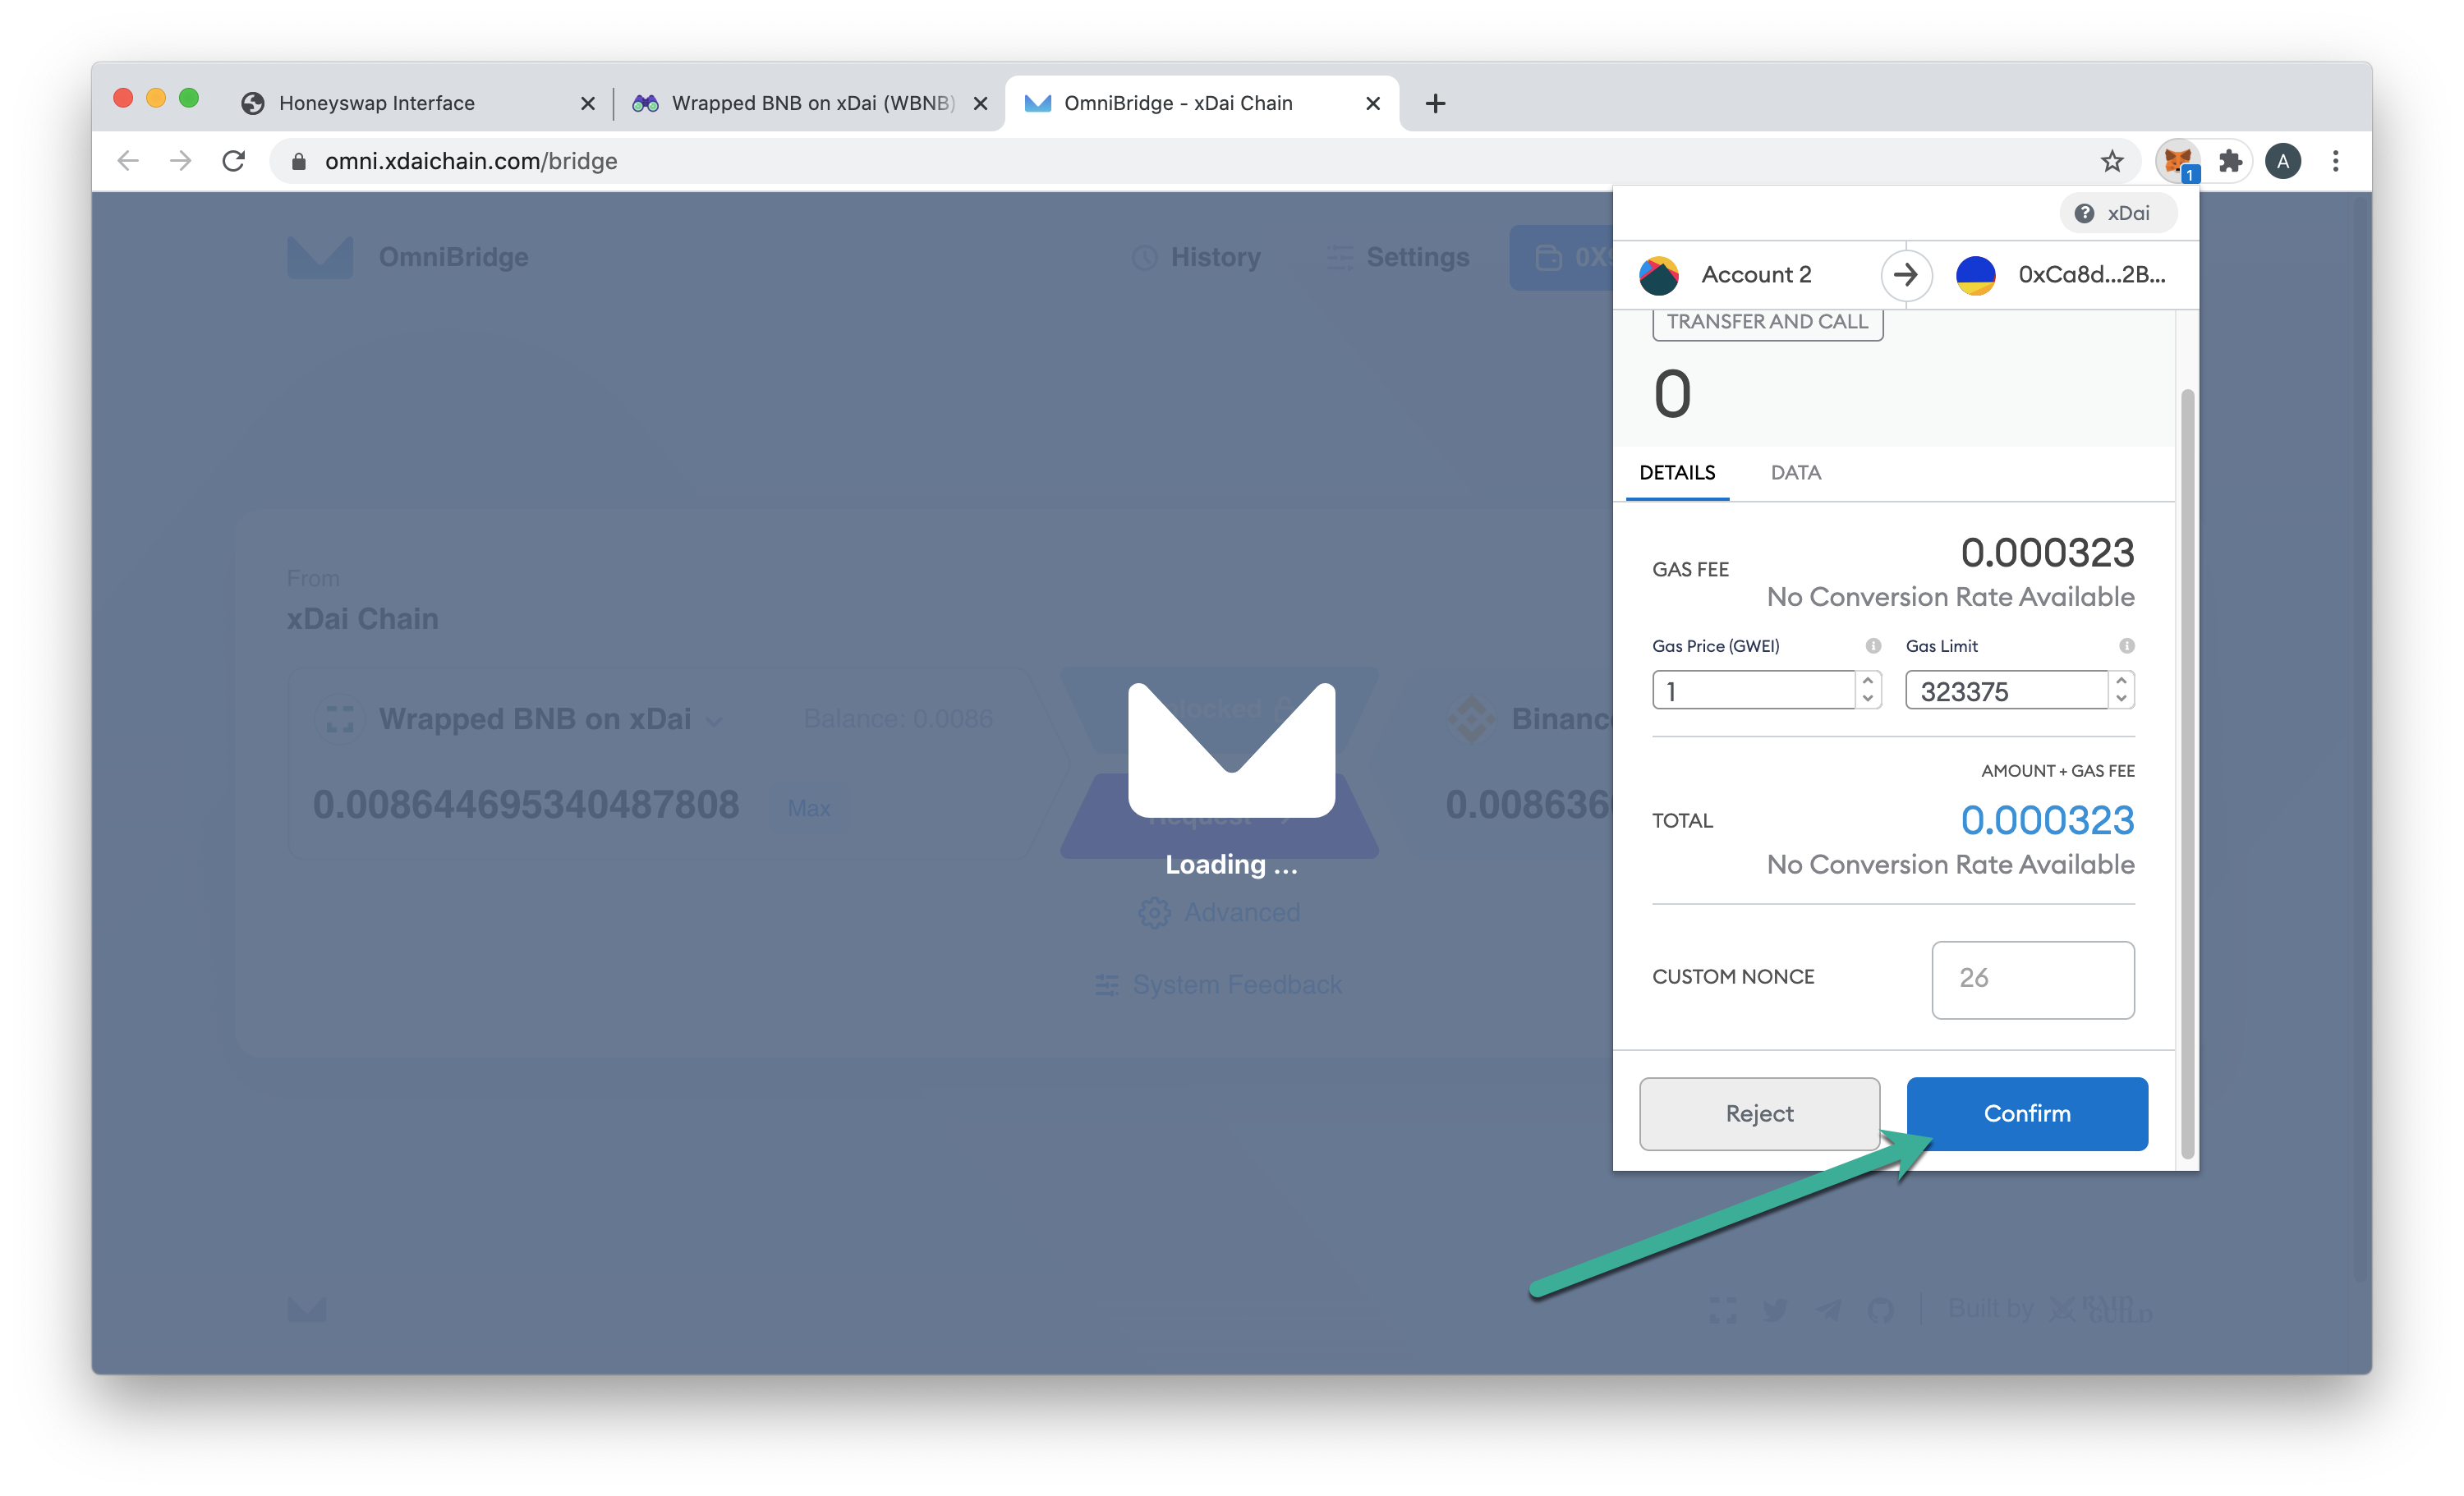 Honeyswap Interface
Wrapped BNB on xDai (WBNB)
OmniBridge - xDai Chain
omni.xdaichain.com/bridge
A
1
xDai
OmniBridge
History
Settings
Account 2
0xCa8d...2B...
TRANSFER AND CALL
0
DETAILS
DATA
GAS FEE
0.000323
No Conversion Rate Available
Gas Price (GWEI)
Gas Limit
1
323375
AMOUNT + GAS FEE
TOTAL
0.000323
No Conversion Rate Available
CUSTOM NONCE
26
Reject
Confirm
From
xDai Chain
Wrapped BNB on xDai
Balance: 0.0086
0.008644695340487808
Max
Loading ...
Advanced
System Feedback
Built by
RAID
GUILD